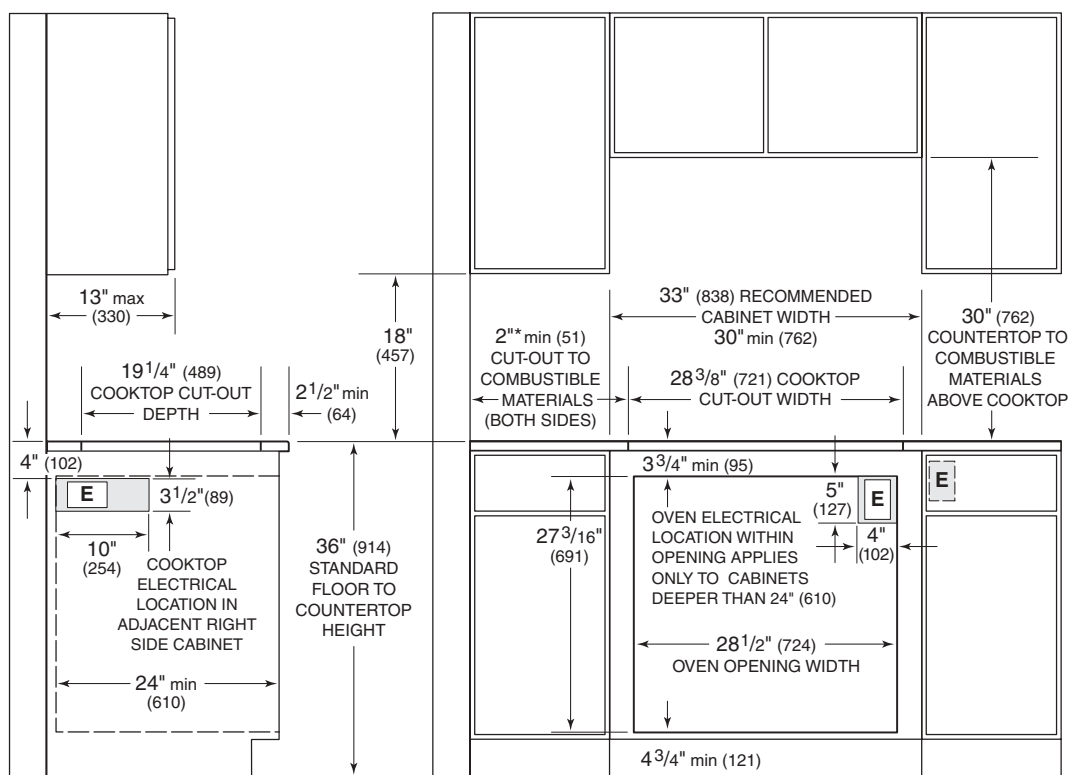 13" max
(330)
18"
(457)
19 1/4" (489)
COOKTOP CUT-OUT
DEPTH
2 1/2" min
(64)
4" (102)
E
3 1/2" (89)
10"
(254)
COOKTOP
ELECTRICAL
LOCATION IN
ADJACENT RIGHT
SIDE CABINET
24" min
(610)
36" (914)
STANDARD
FLOOR TO
COUNTERTOP
HEIGHT
33" (838) RECOMMENDED
CABINET WIDTH
30" min (762)
2"* min (51)
CUT-OUT TO
COMBUSTIBLE
MATERIALS
(BOTH SIDES)
28 3/8" (721) COOKTOP
CUT-OUT WIDTH
30" (762)
COUNTERTOP TO
COMBUSTIBLE
MATERIALS
ABOVE COOKTOP
3 3/4" min (95)
5"
(127)
E
E
4"
(102)
27 3/16"
(691)
OVEN ELECTRICAL
LOCATION WITHIN
OPENING APPLIES
ONLY TO CABINETS
DEEPER THAN 24" (610)
28 1/2" (724)
OVEN OPENING WIDTH
4 3/4" min (121)